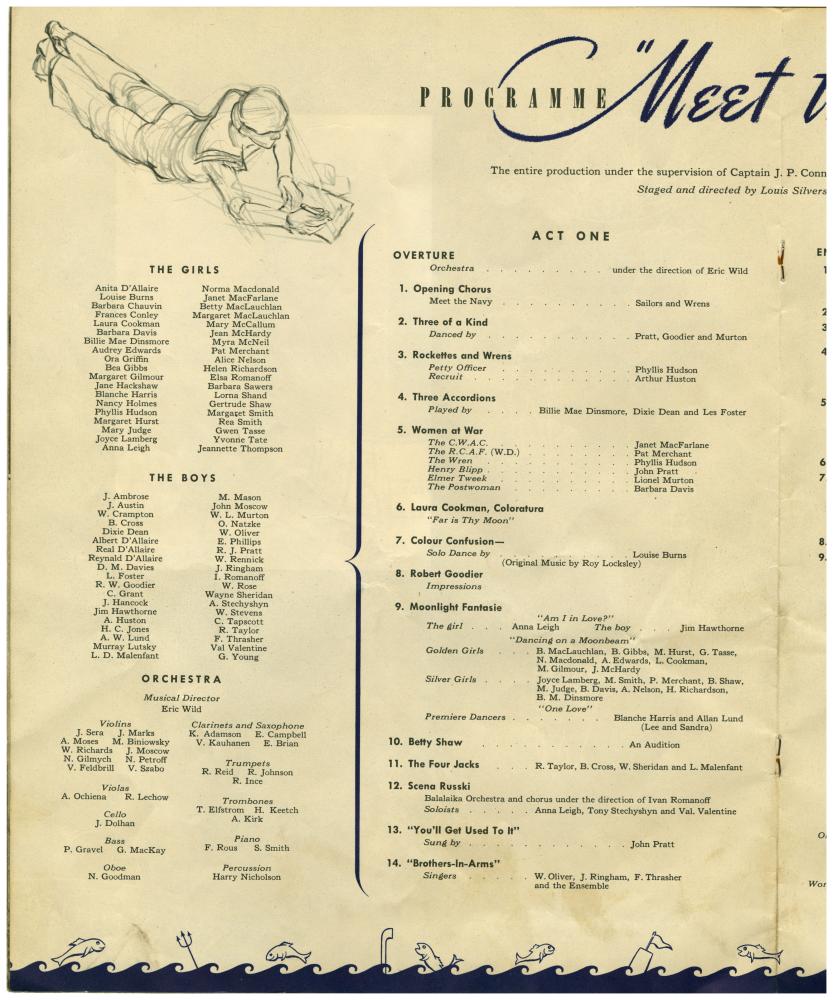 PROGRAMME "Meet t
The entire production under the supervision of Captain J. P. Conn
Staged and directed by Louis Silvers
THE GIRLS
Anita D'Allaire
Louise Burns
Barbara Chauvin
Frances Conley
Laura Cookman
Barbara Davis
Billie Mae Dinsmore
Audrey Edwards
Ora Griffin
Bea Gibbs
Margaret Gilmour
Jane Hackshaw
Blanche Harris
Nancy Holmes
Phyllis Hudson
Margaret Hurst
Mary Judge
Joyce Lamberg
Anna Leigh
Norma Macdonald
Janet MacFarlane
Betty MacLauchlan
Margaret MacLauchlan
Mary McCallum
Jean McHardy
Myra McNeil
Pat Merchant
Alice Nelson
Helen Richardson
Elsa Romanoff
Barbara Sawers
Lorna Shand
Gertrude Shaw
Margaret Smith
Rea Smith
Gwen Tasse
Yvonne Tate
Jeannette Thompson
THE BOYS
J. Ambrose
J. Austin
W. Crampton
B. Cross
Dixie Dean
Albert D'Allaire
Real D'Allaire
Reynald D'Allaire
D. M. Davies
L. Foster
R. W. Goodier
C. Grant
J. Hancock
Jim Hawthorne
A. Huston
H. C. Jones
A. W. Lund
Murray Lutsky
L. D. Malenfant
M. Mason
John Moscow
W. L. Murton
O. Natzke
W. Oliver
E. Phillips
R. J. Pratt
W. Rennick
J. Ringham
I. Romanoff
W. Rose
Wayne Sheridan
A. Stechyshyn
W. Stevens
C. Tapscott
R. Taylor
F. Thrasher
Val Valentine
G. Young
ORCHESTRA
Musical Director
Eric Wild
Violins
J. Sera J. Marks
A. Moses M. Biniowsky
W. Richards J. Moscow
N. Gilmych N. Petroff
V. Feldbrill V. Szabo
Violas
A. Ochiena R. Lechow
Cello
J. Dolhan
Bass
P. Gravel G. MacKay
Oboe
N. Goodman
Clarinets and Saxophone
K. Adamson E. Campbell
V. Kauhanen E. Brian
Trumpets
R. Reid R. Johnson
R. Ince
Trombones
T. Elfstrom H. Keetch
A. Kirk
Piano
F. Rous S. Smith
Percussion
Harry Nicholson
ACT ONE
OVERTURE
Orchestra . . . . . . . . . under the direction of Eric Wild
1. Opening Chorus
Meet the Navy . . . . . . . . . Sailors and Wrens
2. Three of a Kind
Danced by . . . . . . . . . Pratt, Goodier and Murton
3. Rockettes and Wrens
Petty Officer . . . . . . . . . Phyllis Hudson
Recruit . . . . . . . . . Arthur Huston
4. Three Accordions
Played by . . . . Billie Mae Dinsmore, Dixie Dean and Les Foster
5. Women at War
The C.W.A.C. . . . . . . . . . Janet MacFarlane
The R.C.A.F. (W.D.) . . . . . . . . Pat Merchant
The Wren . . . . . . . . . Phyllis Hudson
Henry Blipp . . . . . . . . . John Pratt
Elmer Tweek . . . . . . . . . Lionel Murton
The Postwoman . . . . . . . . . Barbara Davis
6. Laura Cookman, Coloratura
"Far is Thy Moon"
7. Colour Confusion—
Solo Dance by . . . . . . . . . Louise Burns
(Original Music by Roy Locksley)
8. Robert Goodier
Impressions
9. Moonlight Fantasie
"Am I in Love?"
The girl . . . Anna Leigh The boy . . Jim Hawthorne
"Dancing on a Moonbeam"
Golden Girls . . . . B. MacLauchlan, B. Gibbs, M. Hurst, G. Tasse,
N. Macdonald, A. Edwards, L. Cookman,
M. Gilmour, J. McHardy
Silver Girls . . . . Joyce Lamberg, M. Smith, P. Merchant, B. Shaw,
M. Judge, B. Davis, A. Nelson, H. Richardson,
B. M. Dinsmore
"One Love"
Premiere Dancers . . . . . . . Blanche Harris and Allan Lund
(Lee and Sandra)
10. Betty Shaw . . . . . . . . . An Audition
11. The Four Jacks . . . . R. Taylor, B. Cross, W. Sheridan and L. Malenfant
12. Scena Russki
Balalaika Orchestra and chorus under the direction of Ivan Romanoff
Soloists . . . . . Anna Leigh, Tony Stechyshyn and Val. Valentine
13. "You'll Get Used To It"
Sung by . . . . . . . . . John Pratt
14. "Brothers-In-Arms"
Singers . . . . . W. Oliver, J. Ringham, F. Thrasher
and the Ensemble
1
2
3
4
5
6
7
8.
9.
Wor